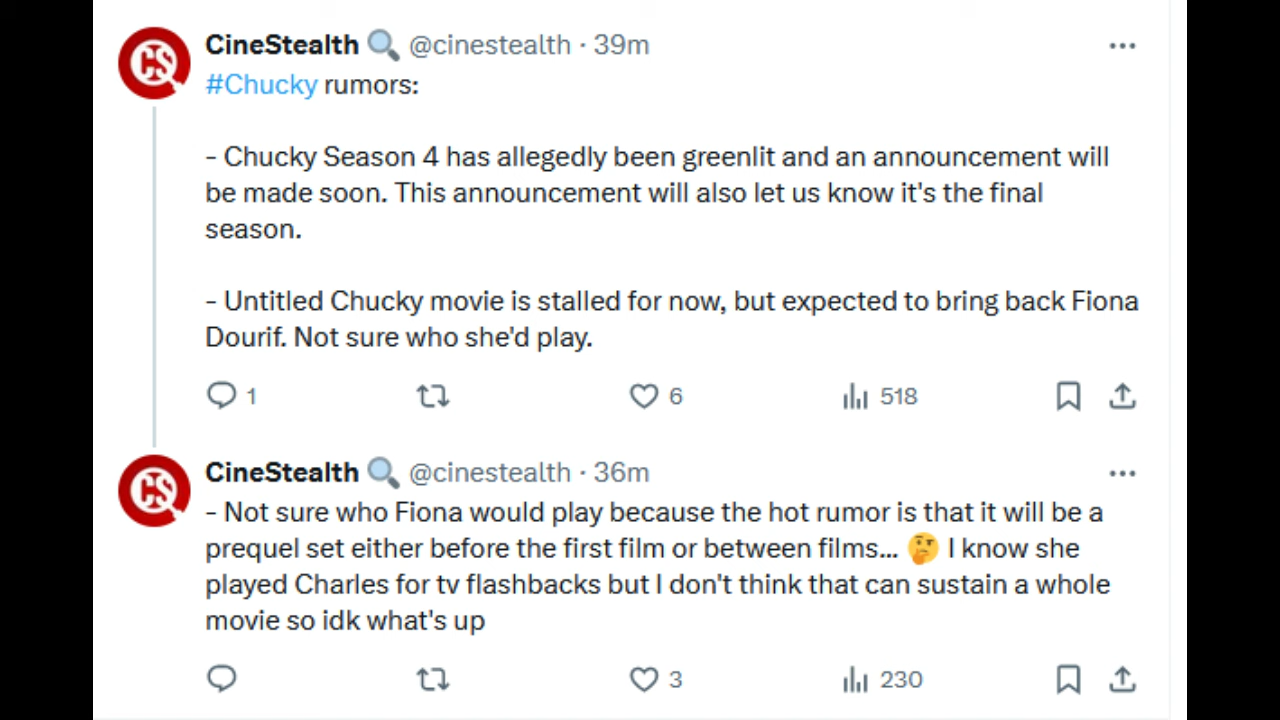 CineStealth 🔍 @cinestealth · 39m
#Chucky rumors:
- Chucky Season 4 has allegedly been greenlit and an announcement will
be made soon. This announcement will also let us know it's the final
season.
- Untitled Chucky movie is stalled for now, but expected to bring back Fiona
Dourif. Not sure who she'd play.
1 6 518
CineStealth 🔍 @cinestealth · 36m
- Not sure who Fiona would play because the hot rumor is that it will be a
prequel set either before the first film or between films... 🤔 I know she
played Charles for tv flashbacks but I don't think that can sustain a whole
movie so idk what's up
3 230